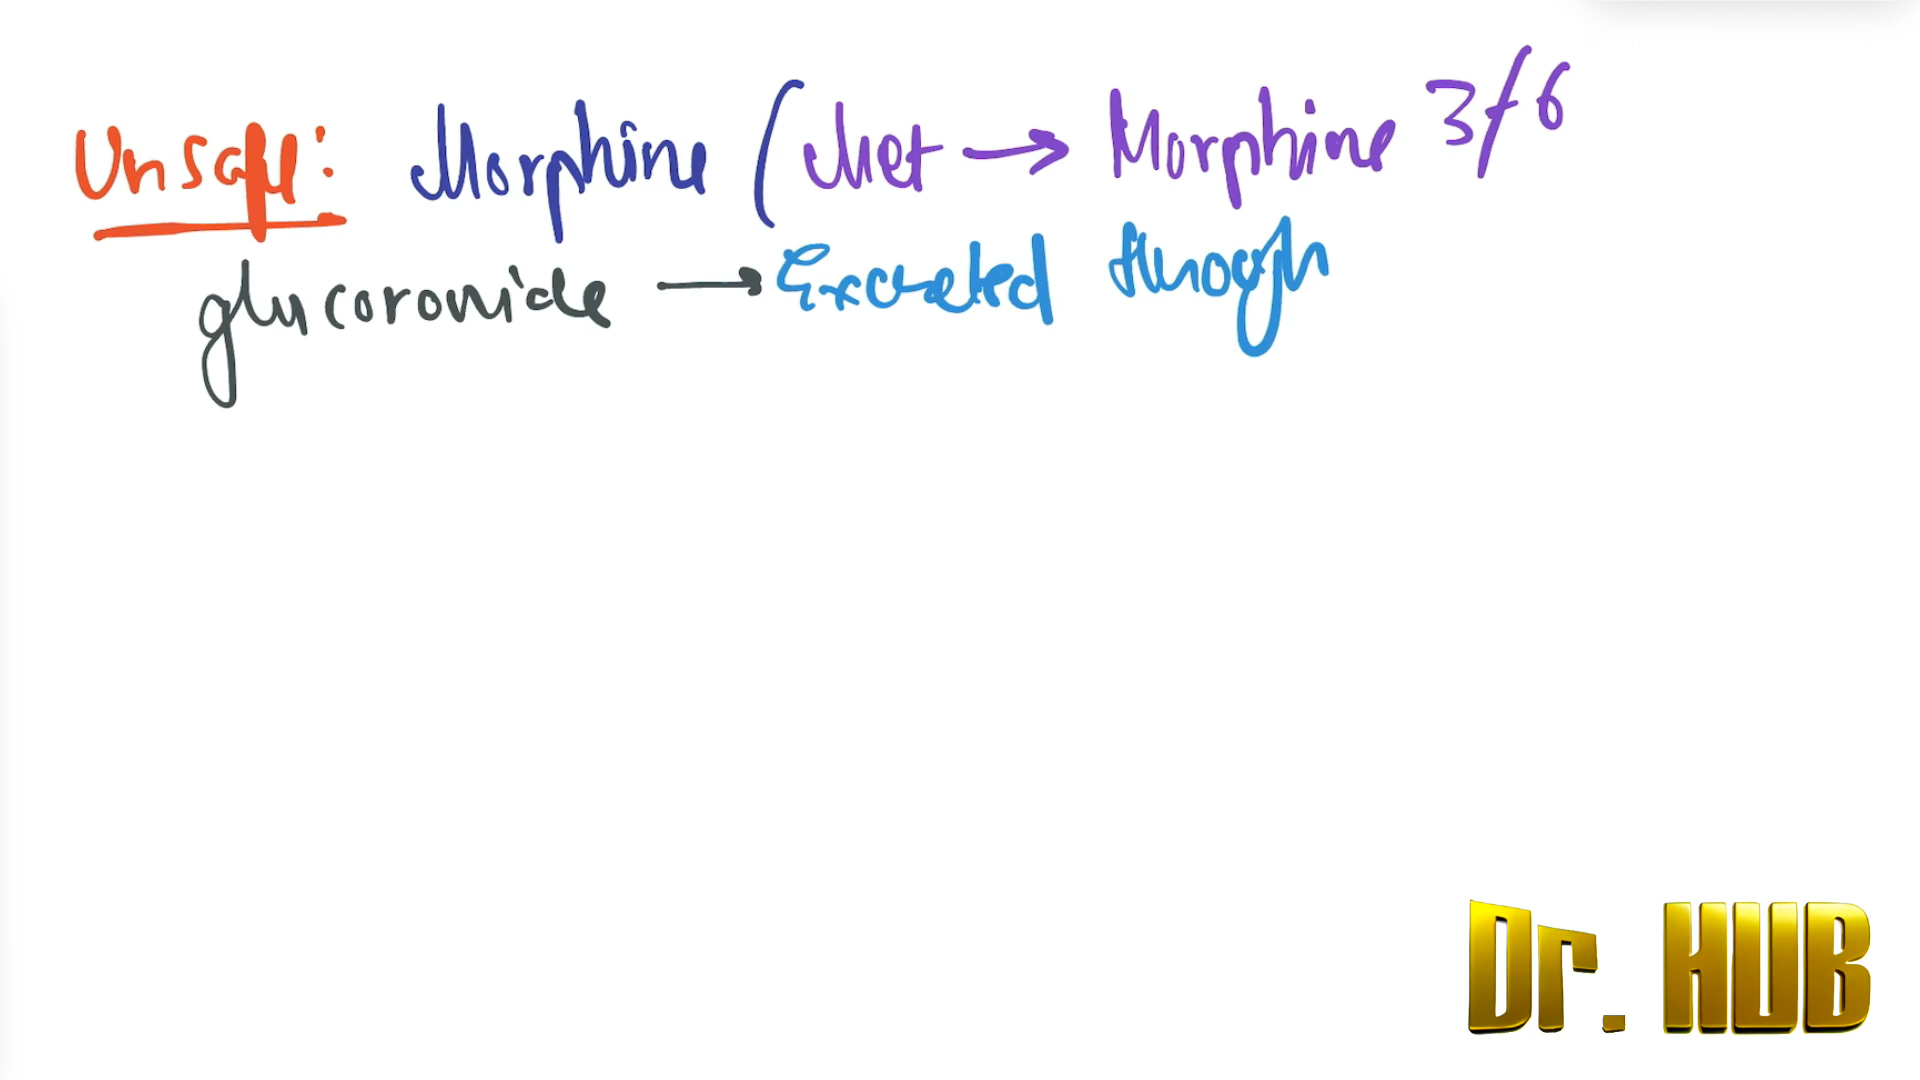 Unsafe: Morphine (Met → Morphine 3/6
glucoronide → Excreted through
Dr. HUB